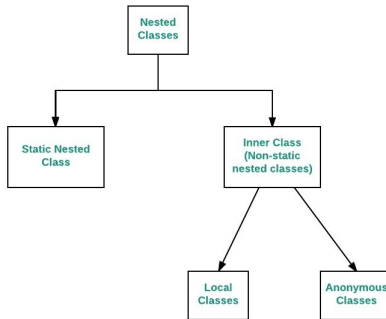 Nested
Classes
Static Nested
Class
Inner Class
(Non-static
nested classes)
Local
Classes
Anonymous
Classes